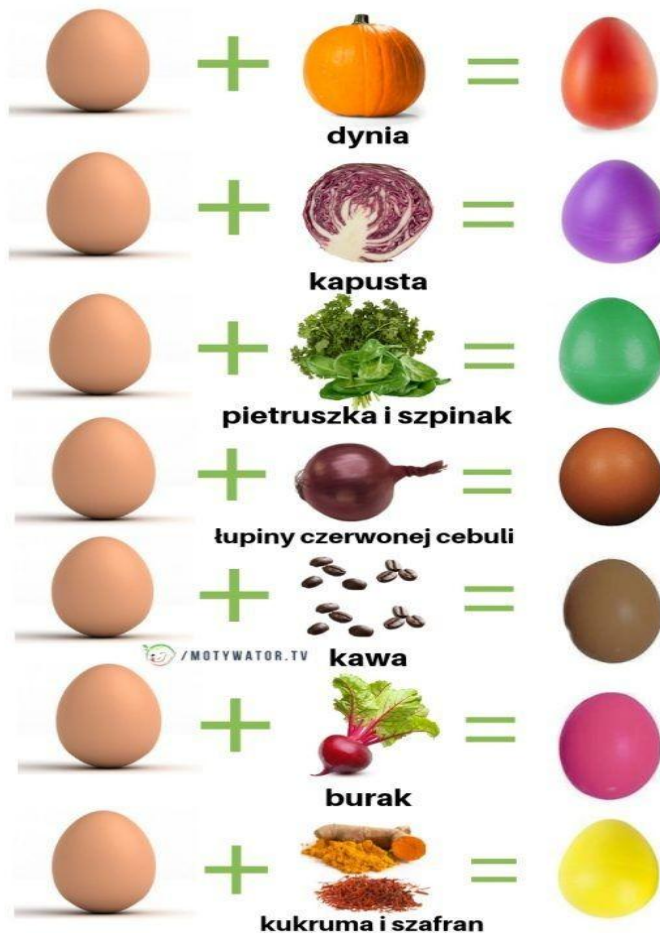 dynia
kapusta
pietruszka i szpinak
łupiny czerwonej cebuli
/MOTYWATOR.TV
kawa
burak
kukruma i szafran